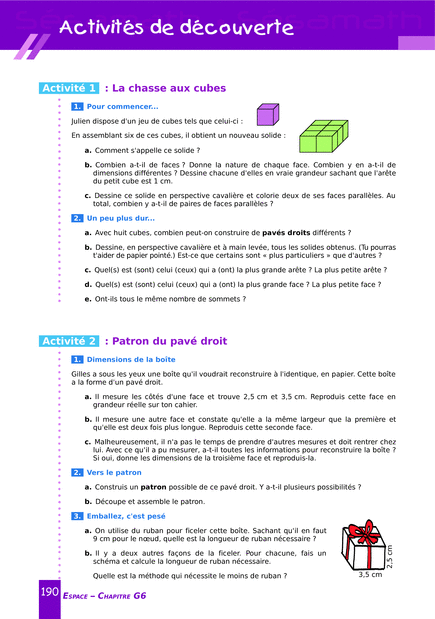 Activités de découverte
Activité 1 : La chasse aux cubes
1. Pour commencer...
Julien dispose d'un jeu de cubes tels que celui-ci :
En assemblant six de ces cubes, il obtient un nouveau solide :
a. Comment s'appelle ce solide ?
b. Combien a-t-il de faces ? Donne la nature de chaque face. Combien y en a-t-il de
dimensions différentes ? Dessine chacune d'elles en vraie grandeur sachant que l'arête
du petit cube est 1 cm.
c. Dessine ce solide en perspective cavalière et colorie deux de ses faces parallèles. Au
total, combien y a-t-il de paires de faces parallèles ?
2. Un peu plus dur...
a. Avec huit cubes, combien peut-on construire de pavés droits différents ?
b. Dessine, en perspective cavalière et à main levée, tous les solides obtenus. (Tu pourras
t'aider de papier pointé.) Est-ce que certains sont « plus particuliers » que d'autres ?
c. Quel(s) est (sont) celui (ceux) qui a (ont) la plus grande arête ? La plus petite arête ?
d. Quel(s) est (sont) celui (ceux) qui a (ont) la plus grande face ? La plus petite face ?
e. Ont-ils tous le même nombre de sommets ?
Activité 2 : Patron du pavé droit
1. Dimensions de la boîte
Gilles a sous les yeux une boîte qu'il voudrait reconstruire à l'identique, en papier. Cette boîte
a la forme d'un pavé droit.
a. Il mesure les côtés d'une face et trouve 2,5 cm et 3,5 cm. Reproduis cette face en
grandeur réelle sur ton cahier.
b. Il mesure une autre face et constate qu'elle a la même largeur que la première et
qu'elle est deux fois plus longue. Reproduis cette seconde face.
c. Malheureusement, il n'a pas le temps de prendre d'autres mesures et doit rentrer chez
lui. Avec ce qu'il a pu mesurer, a-t-il toutes les informations pour reconstruire la boîte ?
Si oui, donne les dimensions de la troisième face et reproduis-la.
2. Vers le patron
a. Construis un patron possible de ce pavé droit. Y a-t-il plusieurs possibilités ?
b. Découpe et assemble le patron.
3. Emballez, c'est pesé
a. On utilise du ruban pour ficeler cette boîte. Sachant qu'il en faut
9 cm pour le nœud, quelle est la longueur de ruban nécessaire ?
b. Il y a deux autres façons de la ficeler. Pour chacune, fais un
schéma et calcule la longueur de ruban nécessaire.
Quelle est la méthode qui nécessite le moins de ruban ?
2,5 cm
3,5 cm
190 Espace – Chapitre G6